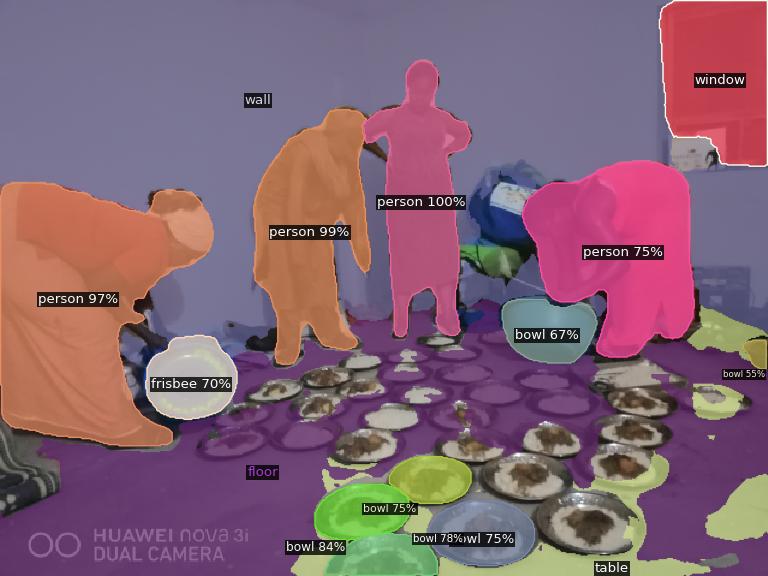 window
wall
person 100%
person 99%
person 75%
person 97%
bowl 67%
bowl 55%
frisbee 70%
floor
bowl 75%
bowl 78%
wl 75%
bowl 84%
table
HUAWEI nova 3i
DUAL CAMERA